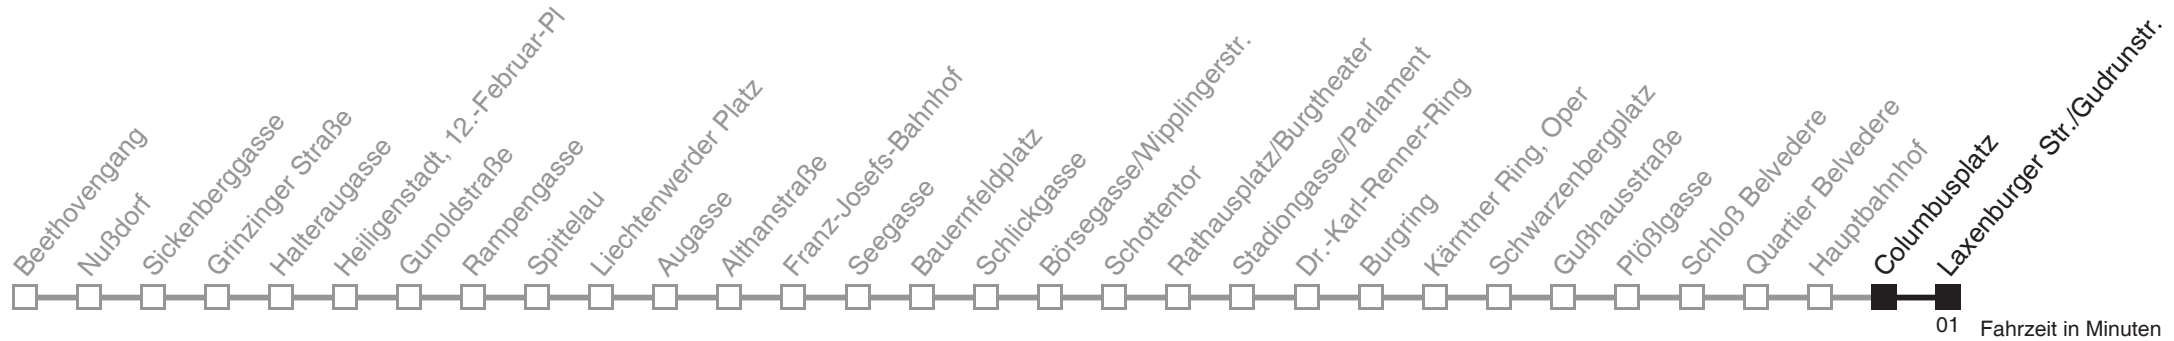 Beethovengang
Nußdorf
Sickenberggasse
Grinzinger Straße
Halteraugasse
Heiligenstadt, 12.-Februar-Pl
Gunoldstraße
Rampengasse
Spittelau
Liechtenwerder Platz
Augasse
Althanstraße
Franz-Josefs-Bahnhof
Seegasse
Bauernfeldplatz
Schlickgasse
Börsegasse/Wipplingerstr.
Schottentor
Rathausplatz/Burgtheater
Stadiongasse/Parlament
Dr.-Karl-Renner-Ring
Burgring
Kärntner Ring, Oper
Schwarzenbergplatz
Gußhausstraße
Plößlgasse
Schloß Belvedere
Quartier Belvedere
Hauptbahnhof
Columbusplatz
Laxenburger Str./Gudrunstr.
01
Fahrzeit in Minuten